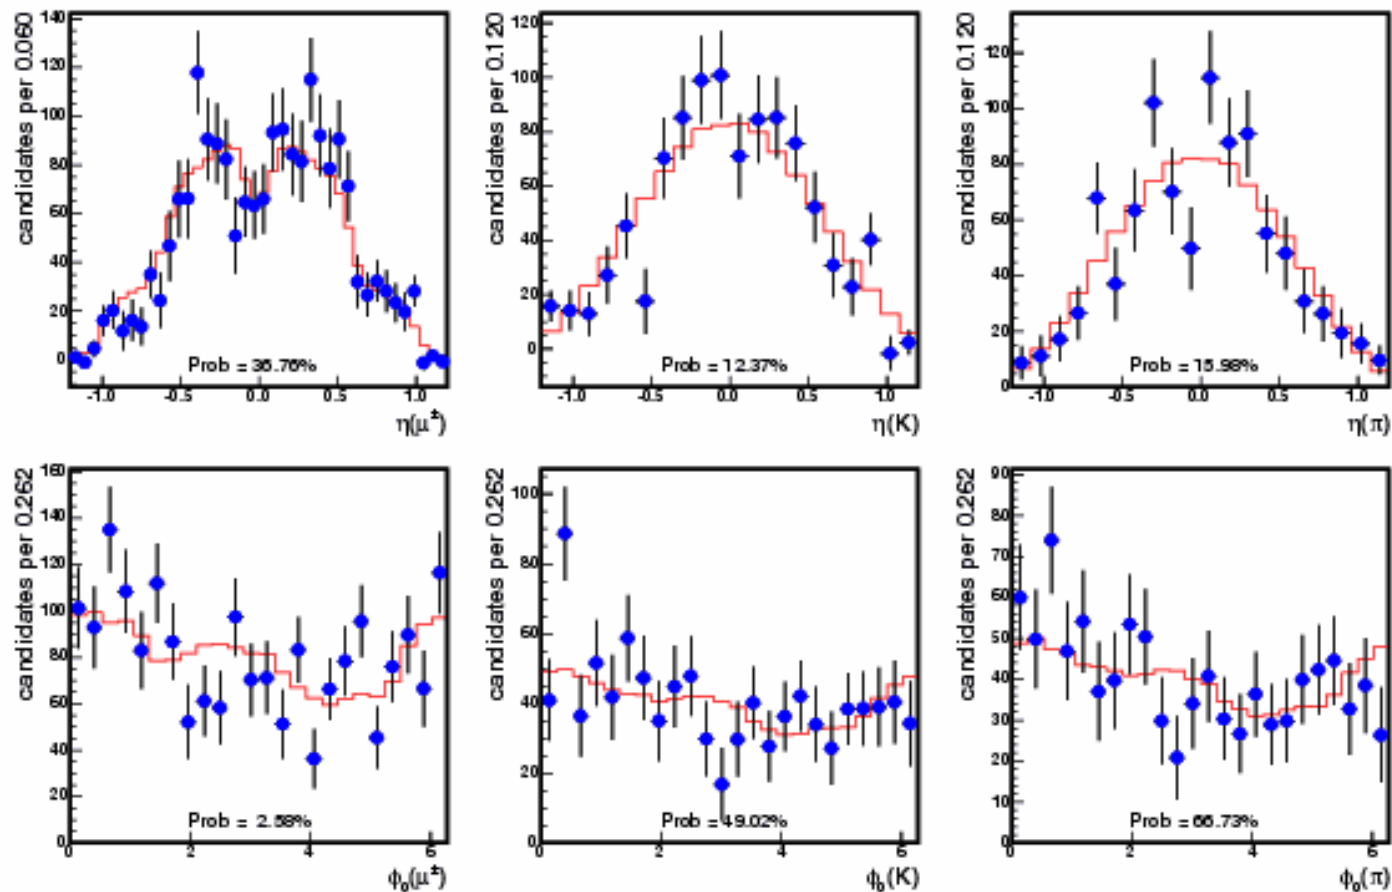 candidates per 0.060
140
120
100
80
60
40
20
0
Prob = 36.76%
-1.0 -0.5 0.0 0.5 1.0
η(μ±)
candidates per 0.120
120
100
80
60
40
20
0
Prob = 12.37%
-1.0 -0.5 0.0 0.5 1.0
η(K)
candidates per 0.120
120
100
80
60
40
20
0
Prob = 15.98%
-1.0 -0.5 0.0 0.5 1.0
η(π)
candidates per 0.262
160
140
120
100
80
60
40
20
0
Prob = 2.58%
0 2 4 6
ϕ₀(μ±)
candidates per 0.262
100
80
60
40
20
0
Prob = 49.02%
0 2 4 6
ϕ₀(K)
candidates per 0.262
90
80
70
60
50
40
30
20
10
0
Prob = 66.73%
0 2 4 6
ϕ₀(π)